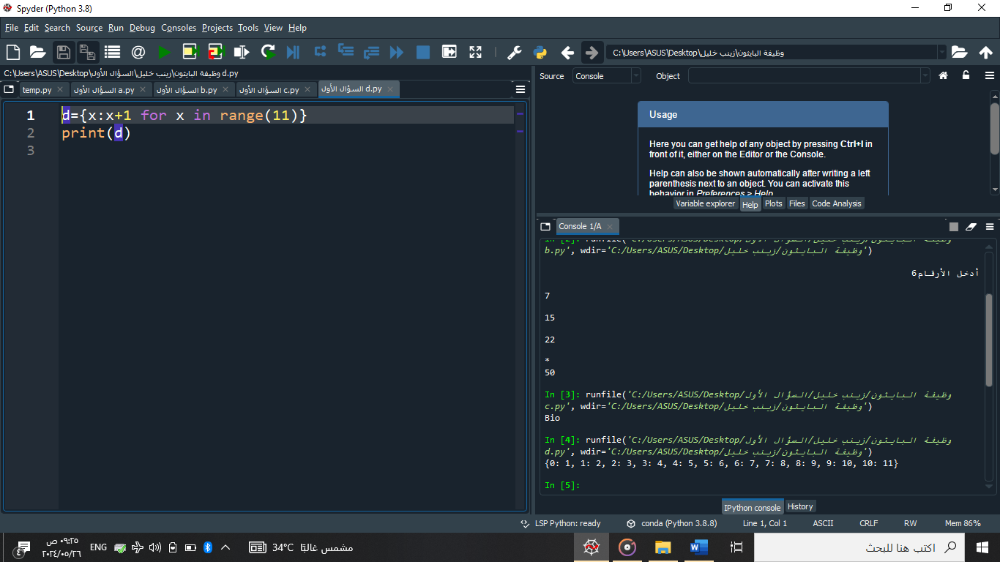 Spyder (Python 3.8)
File Edit Search Source Run Debug Consoles Projects Tools View Help
C:\Users\ASUS\Desktop\وظيفة البايثون\زينب خليل
C:\Users\ASUS\Desktop\وظيفة البايثون\زينب خليل\السؤال الأول d.py
temp.py السؤال الأول a.py السؤال الأول b.py السؤال الأول c.py السؤال الأول d.py
1 d={x:x+1 for x in range(11)}
2 print(d)
3
Source Console Object
Usage
Here you can get help of any object by pressing Ctrl+I in
front of it, either on the Editor or the Console.
Help can also be shown automatically after writing a left
parenthesis next to an object. You can activate this
behavior in Preferences > Help.
Variable explorer Help Plots Files Code Analysis
Console 1/A
In [2]: runfile('C:/Users/ASUS/Desktop/وظيفة البايثون/زينب خليل/السؤال الأول
b.py', wdir='C:/Users/ASUS/Desktop/وظيفة البايثون/زينب خليل')
أدخل الأرقام6
7
15
22
*
50
In [3]: runfile('C:/Users/ASUS/Desktop/وظيفة البايثون/زينب خليل/السؤال الأول
c.py', wdir='C:/Users/ASUS/Desktop/وظيفة البايثون/زينب خليل')
Bio
In [4]: runfile('C:/Users/ASUS/Desktop/وظيفة البايثون/زينب خليل/السؤال الأول
d.py', wdir='C:/Users/ASUS/Desktop/وظيفة البايثون/زينب خليل')
{0: 1, 1: 2, 2: 3, 3: 4, 4: 5, 5: 6, 6: 7, 7: 8, 8: 9, 9: 10, 10: 11}
In [5]:
IPython console History
LSP Python: ready conda (Python 3.8.8) Line 1, Col 1 ASCII CRLF RW Mem 86%
٠٩:٢٥ ص
٢٠٢٤/٠٥/٢٦
٤
ENG
34°C مشمس غالبًا
اكتب هنا للبحث